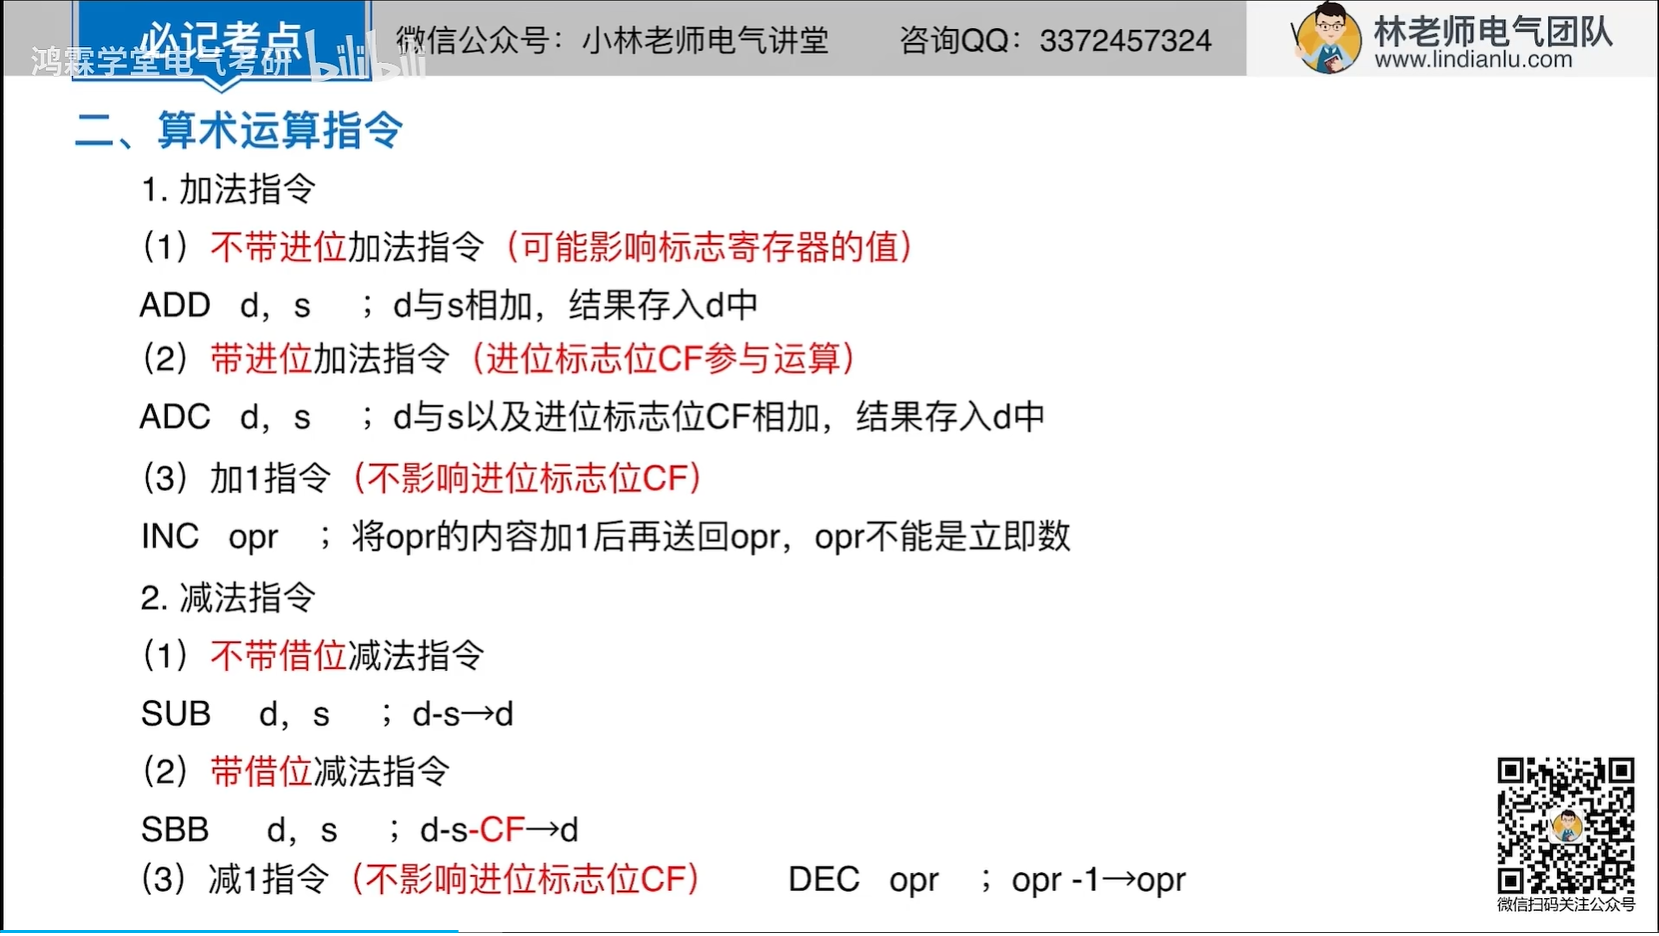 必记考点
鸿霖学堂电气考研 bilibili
微信公众号：小林老师电气讲堂 咨询QQ：3372457324
林老师电气团队
www.lindianlu.com
二、算术运算指令
1. 加法指令
（1）不带进位加法指令（可能影响标志寄存器的值）
ADD d，s ；d与s相加，结果存入d中
（2）带进位加法指令（进位标志位CF参与运算）
ADC d，s ；d与s以及进位标志位CF相加，结果存入d中
（3）加1指令（不影响进位标志位CF）
INC opr ；将opr的内容加1后再送回opr，opr不能是立即数
2. 减法指令
（1）不带借位减法指令
SUB d，s ；d-s→d
（2）带借位减法指令
SBB d，s ；d-s-CF→d
（3）减1指令（不影响进位标志位CF） DEC opr ；opr -1→opr
微信扫码关注公众号